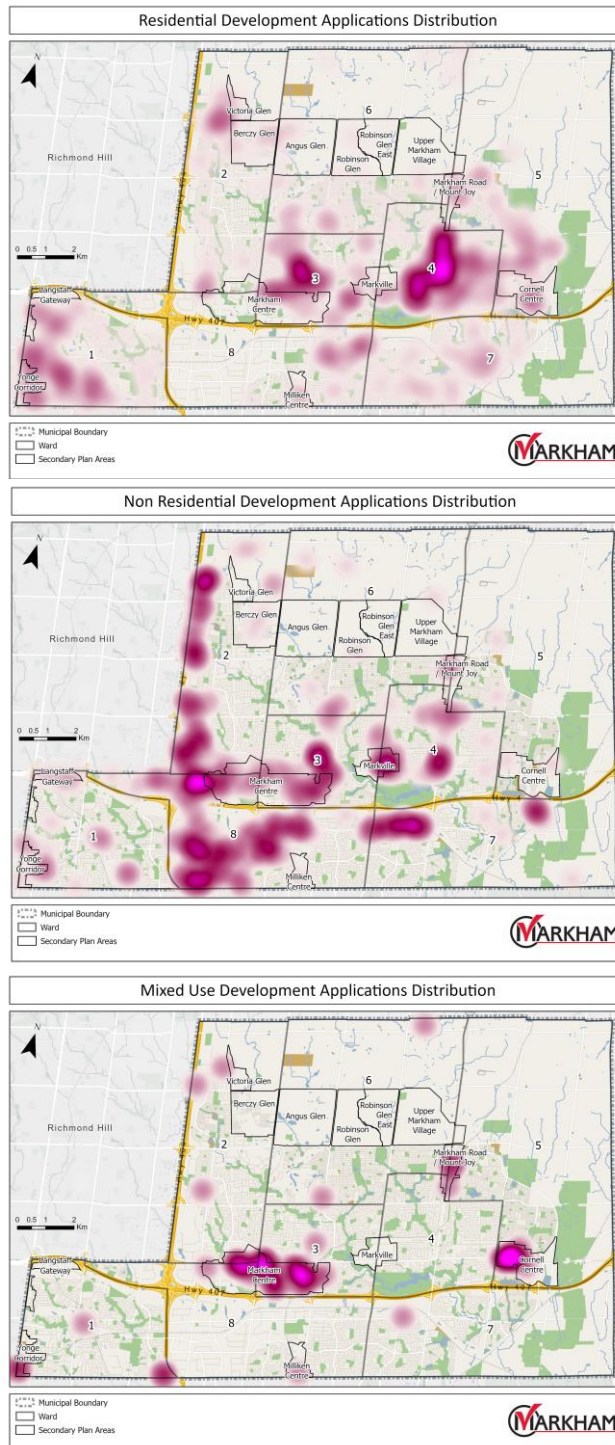 Residential Development Applications Distribution
N
Victoria Glen
6
Berczy Glen
Angus Glen
Robinson
Glen
East
Robinson
Glen
Upper
Markham
Village
Richmond Hill
2
5
Markham Road
/ Mount Joy
0 0.5 1 2
Km
3
4
Markville
Langstaff
Gateway
Markham
Centre
Cornell
Centre
Hwy 407
1
8
7
Yonge
Corridor
Milliken
Centre
Municipal Boundary
Ward
Secondary Plan Areas
MARKHAM
Non Residential Development Applications Distribution
N
Victoria Glen
6
Berczy Glen
Angus Glen
Robinson
Glen
East
Robinson
Glen
Upper
Markham
Village
Richmond Hill
2
5
Markham Road
/ Mount Joy
0 0.5 1 2
Km
3
4
Markville
Langstaff
Gateway
Markham
Centre
Cornell
Centre
1
8
7
Yonge
Corridor
Milliken
Centre
Municipal Boundary
Ward
Secondary Plan Areas
MARKHAM
Mixed Use Development Applications Distribution
N
Victoria Glen
6
Berczy Glen
Angus Glen
Robinson
Glen
East
Robinson
Glen
Upper
Markham
Village
Richmond Hill
2
5
Markham Road
/ Mount Joy
0 0.5 1 2
Km
3
4
Markville
Langstaff
Gateway
Markham
Centre
Cornell
Centre
Hwy 407
Hwy 407
1
8
7
Yonge
Corridor
Milliken
Centre
Municipal Boundary
Ward
Secondary Plan Areas
MARKHAM